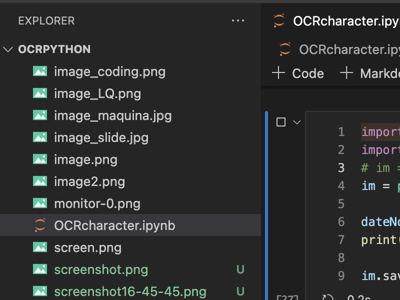 EXPLORER
OCRPYTHON
image_coding.png
image_LQ.png
image_maquina.jpg
image_slide.jpg
image.png
image2.png
monitor-0.png
OCRcharacter.ipynb
screen.png
screenshot.png U
screenshot16-45-45.png U
OCRcharacter.ipy
OCRcharacter.ipyn
+ Code + Markd
1 import
2 import
3 # im =
4 im = p
5
6 dateNo
7 print(
8
9 im.sav
[27] 0.2s